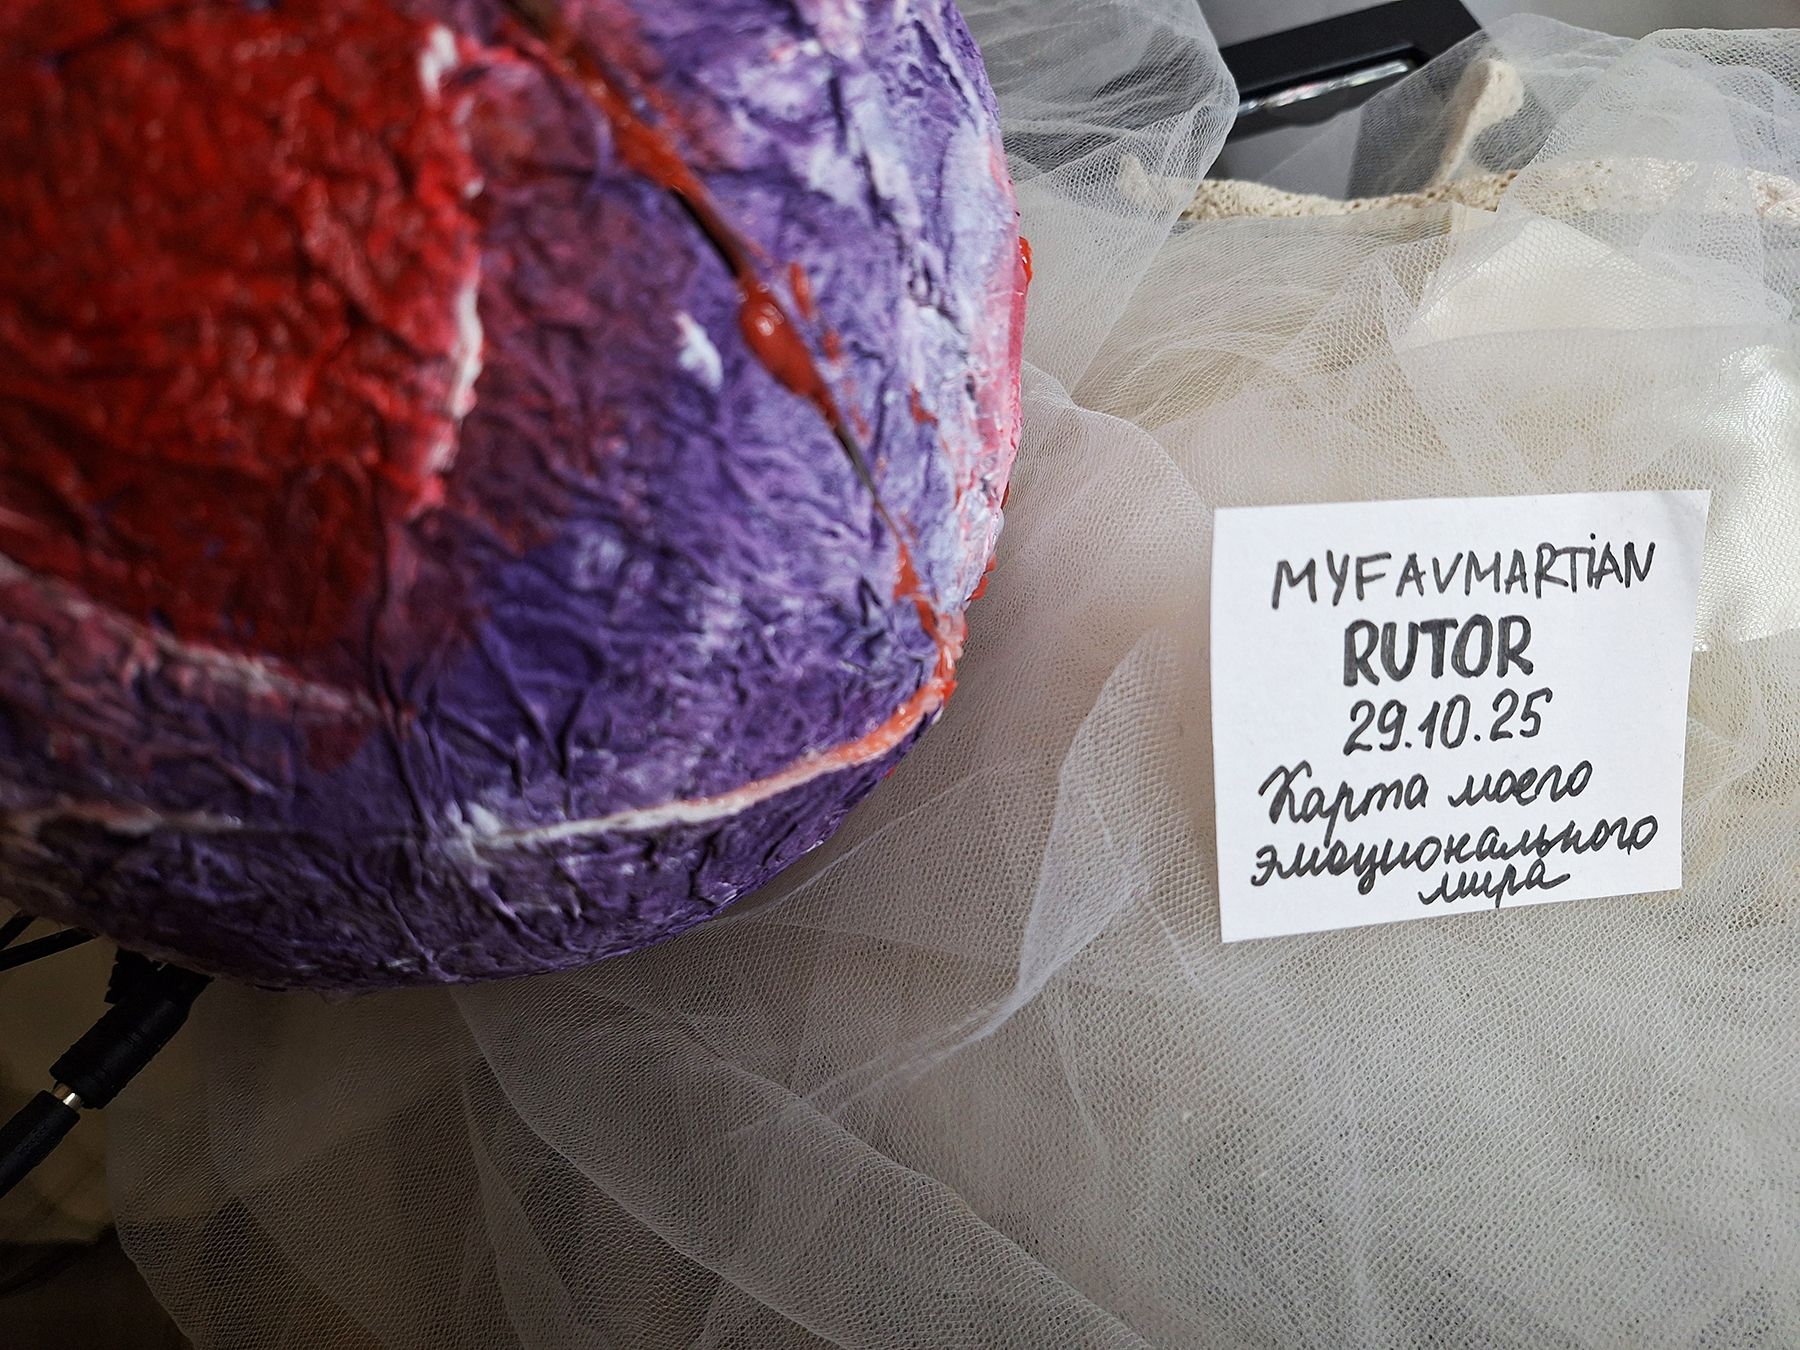 MYFAVMARTiAN
RUTOR
29.10.25
Карта моего
эмоционального
мира